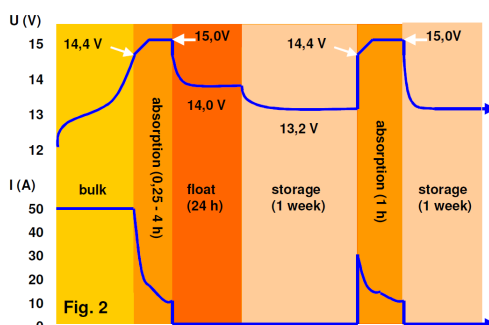 U (V)
15
14
13
12
14,4 V
15,0V
14,0 V
13,2 V
14,4 V
15,0V
absorption (0,25 - 4 h)
absorption (1 h)
I (A)
50
40
30
20
10
0
bulk
float
(24 h)
storage
(1 week)
storage
(1 week)
Fig. 2